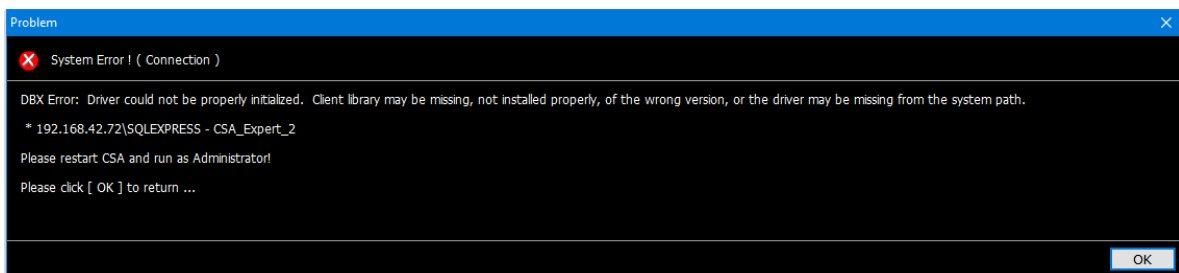 Problem
System Error ! ( Connection )
DBX Error:  Driver could not be properly initialized.  Client library may be missing, not installed properly, of the wrong version, or the driver may be missing from the system path.
* 192.168.42.72\SQLEXPRESS - CSA_Expert_2
Please restart CSA and run as Administrator!
Please click [ OK ] to return ...
OK